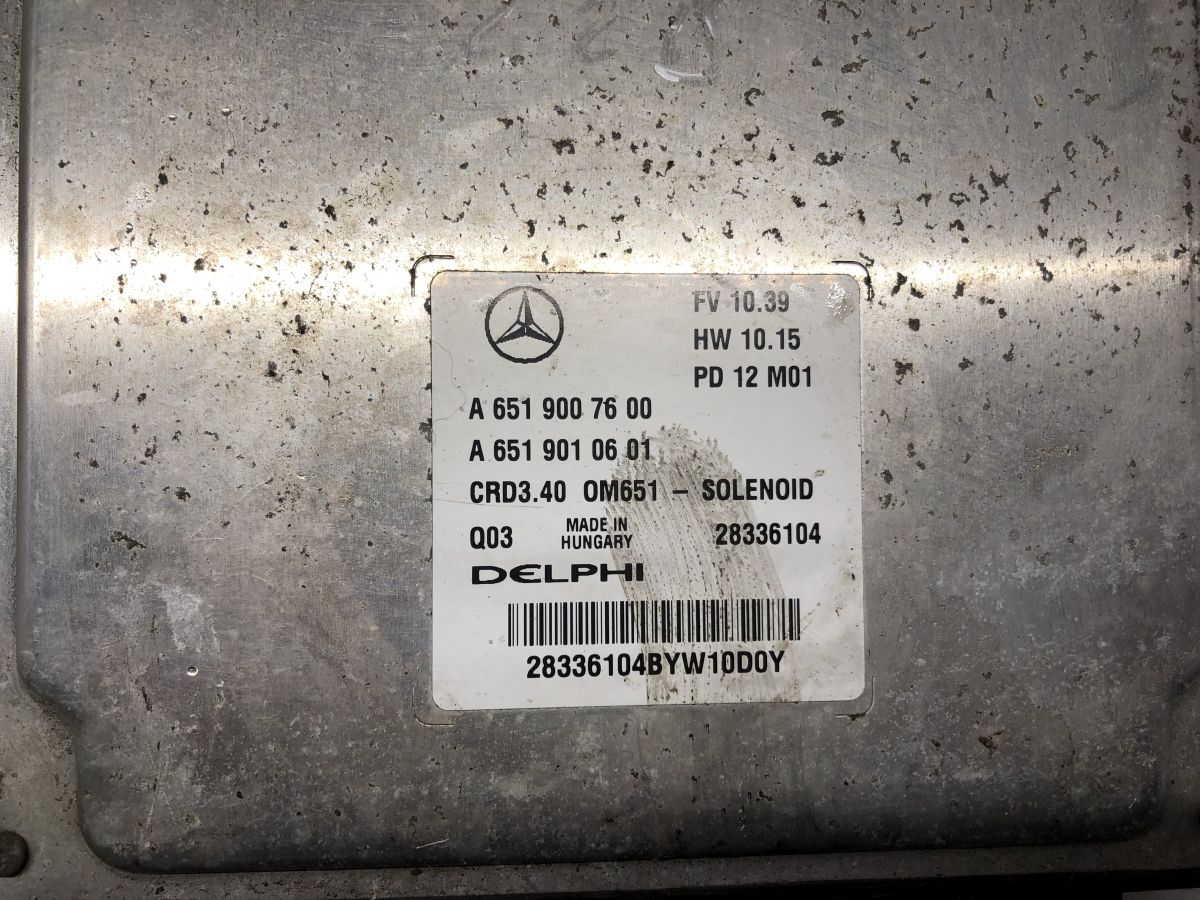 FV 10.39
HW 10.15
PD 12 M01
A 651 900 76 00
A 651 901 06 01
CRD3.40 OM651 – SOLENOID
Q03 MADE IN HUNGARY 28336104
DELPHI
28336104BYW10D0Y